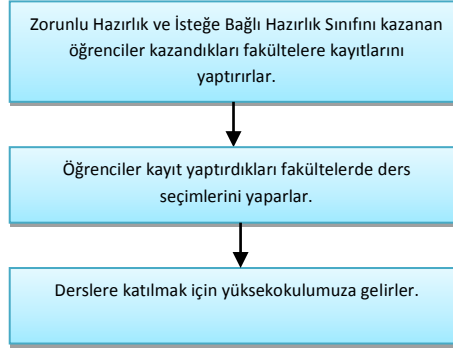 Zorunlu Hazırlık ve İsteğe Bağlı Hazırlık Sınıfını kazanan
öğrenciler kazandıkları fakültelere kayıtlarını
yaptırırlar.
Öğrenciler kayıt yaptırdıkları fakültelerde ders
seçimlerini yaparlar.
Derslere katılmak için yüksekokulumuza gelirler.